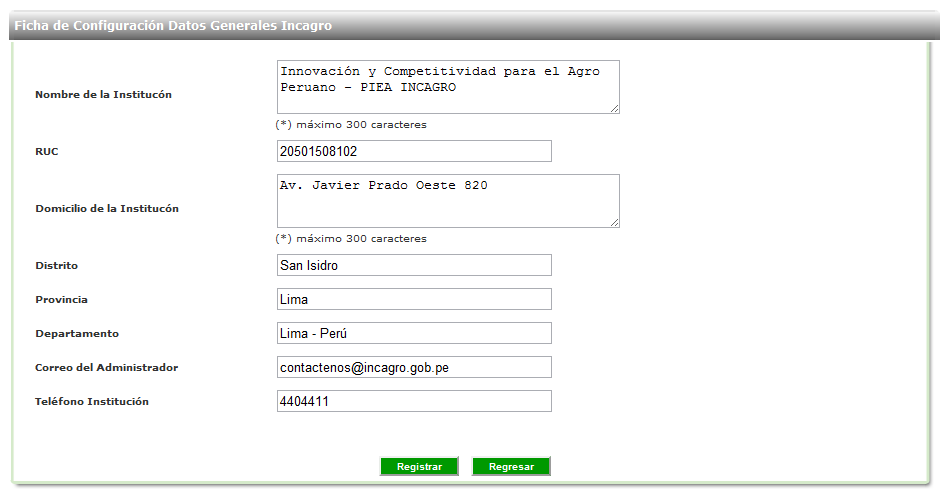 Ficha de Configuración Datos Generales Incagro
Nombre de la Institucón
Innovación y Competitividad para el Agro
Peruano - PIEA INCAGRO
(*) máximo 300 caracteres
RUC
20501508102
Domicilio de la Institucón
Av. Javier Prado Oeste 820
(*) máximo 300 caracteres
Distrito
San Isidro
Provincia
Lima
Departamento
Lima - Perú
Correo del Administrador
contactenos@incagro.gob.pe
Teléfono Institución
4404411
Registrar
Regresar